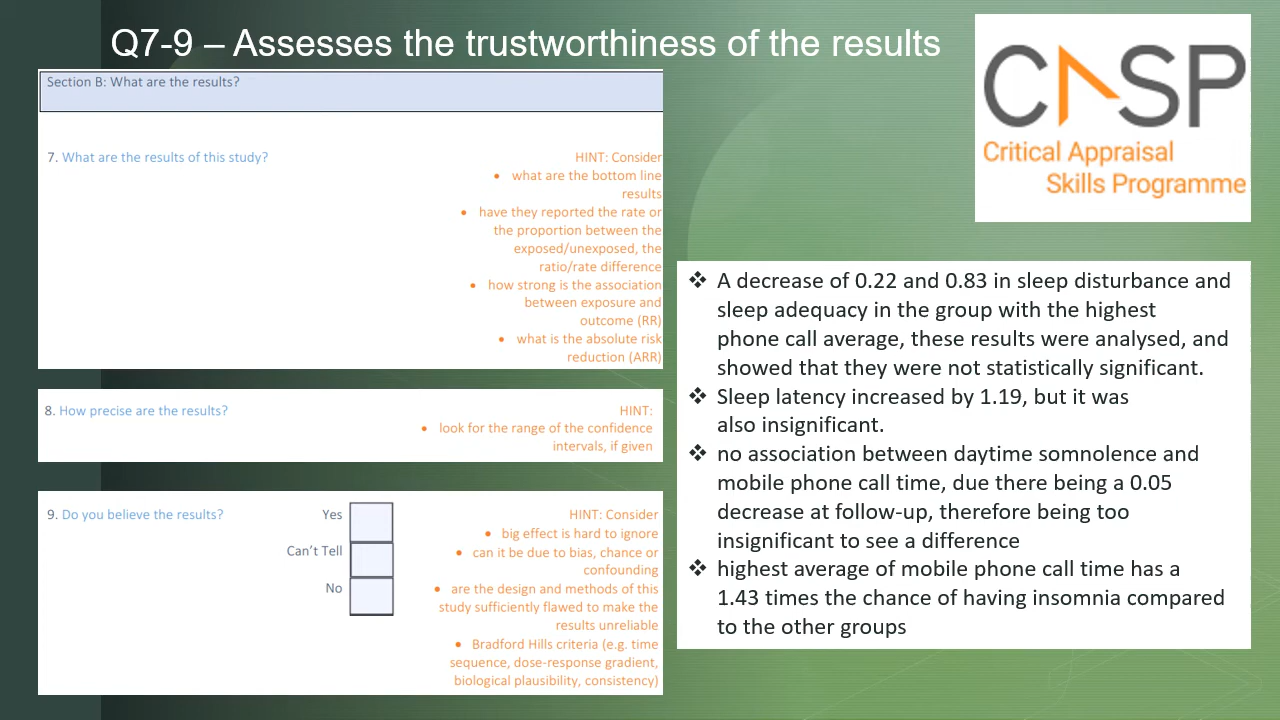 Q7-9 – Assesses the trustworthiness of the results
CASP
Critical Appraisal
Skills Programme
Section B: What are the results?
7. What are the results of this study?
HINT: Consider
• what are the bottom line
results
• have they reported the rate or
the proportion between the
exposed/unexposed, the
ratio/rate difference
• how strong is the association
between exposure and
outcome (RR)
• what is the absolute risk
reduction (ARR)
8. How precise are the results?
HINT:
• look for the range of the confidence
intervals, if given
9. Do you believe the results?
Yes
Can’t Tell
No
HINT: Consider
• big effect is hard to ignore
• can it be due to bias, chance or
confounding
• are the design and methods of this
study sufficiently flawed to make the
results unreliable
• Bradford Hills criteria (e.g. time
sequence, dose-response gradient,
biological plausibility, consistency)
❖ A decrease of 0.22 and 0.83 in sleep disturbance and
sleep adequacy in the group with the highest
phone call average, these results were analysed, and
showed that they were not statistically significant.
❖ Sleep latency increased by 1.19, but it was
also insignificant.
❖ no association between daytime somnolence and
mobile phone call time, due there being a 0.05
decrease at follow-up, therefore being too
insignificant to see a difference
❖ highest average of mobile phone call time has a
1.43 times the chance of having insomnia compared
to the other groups